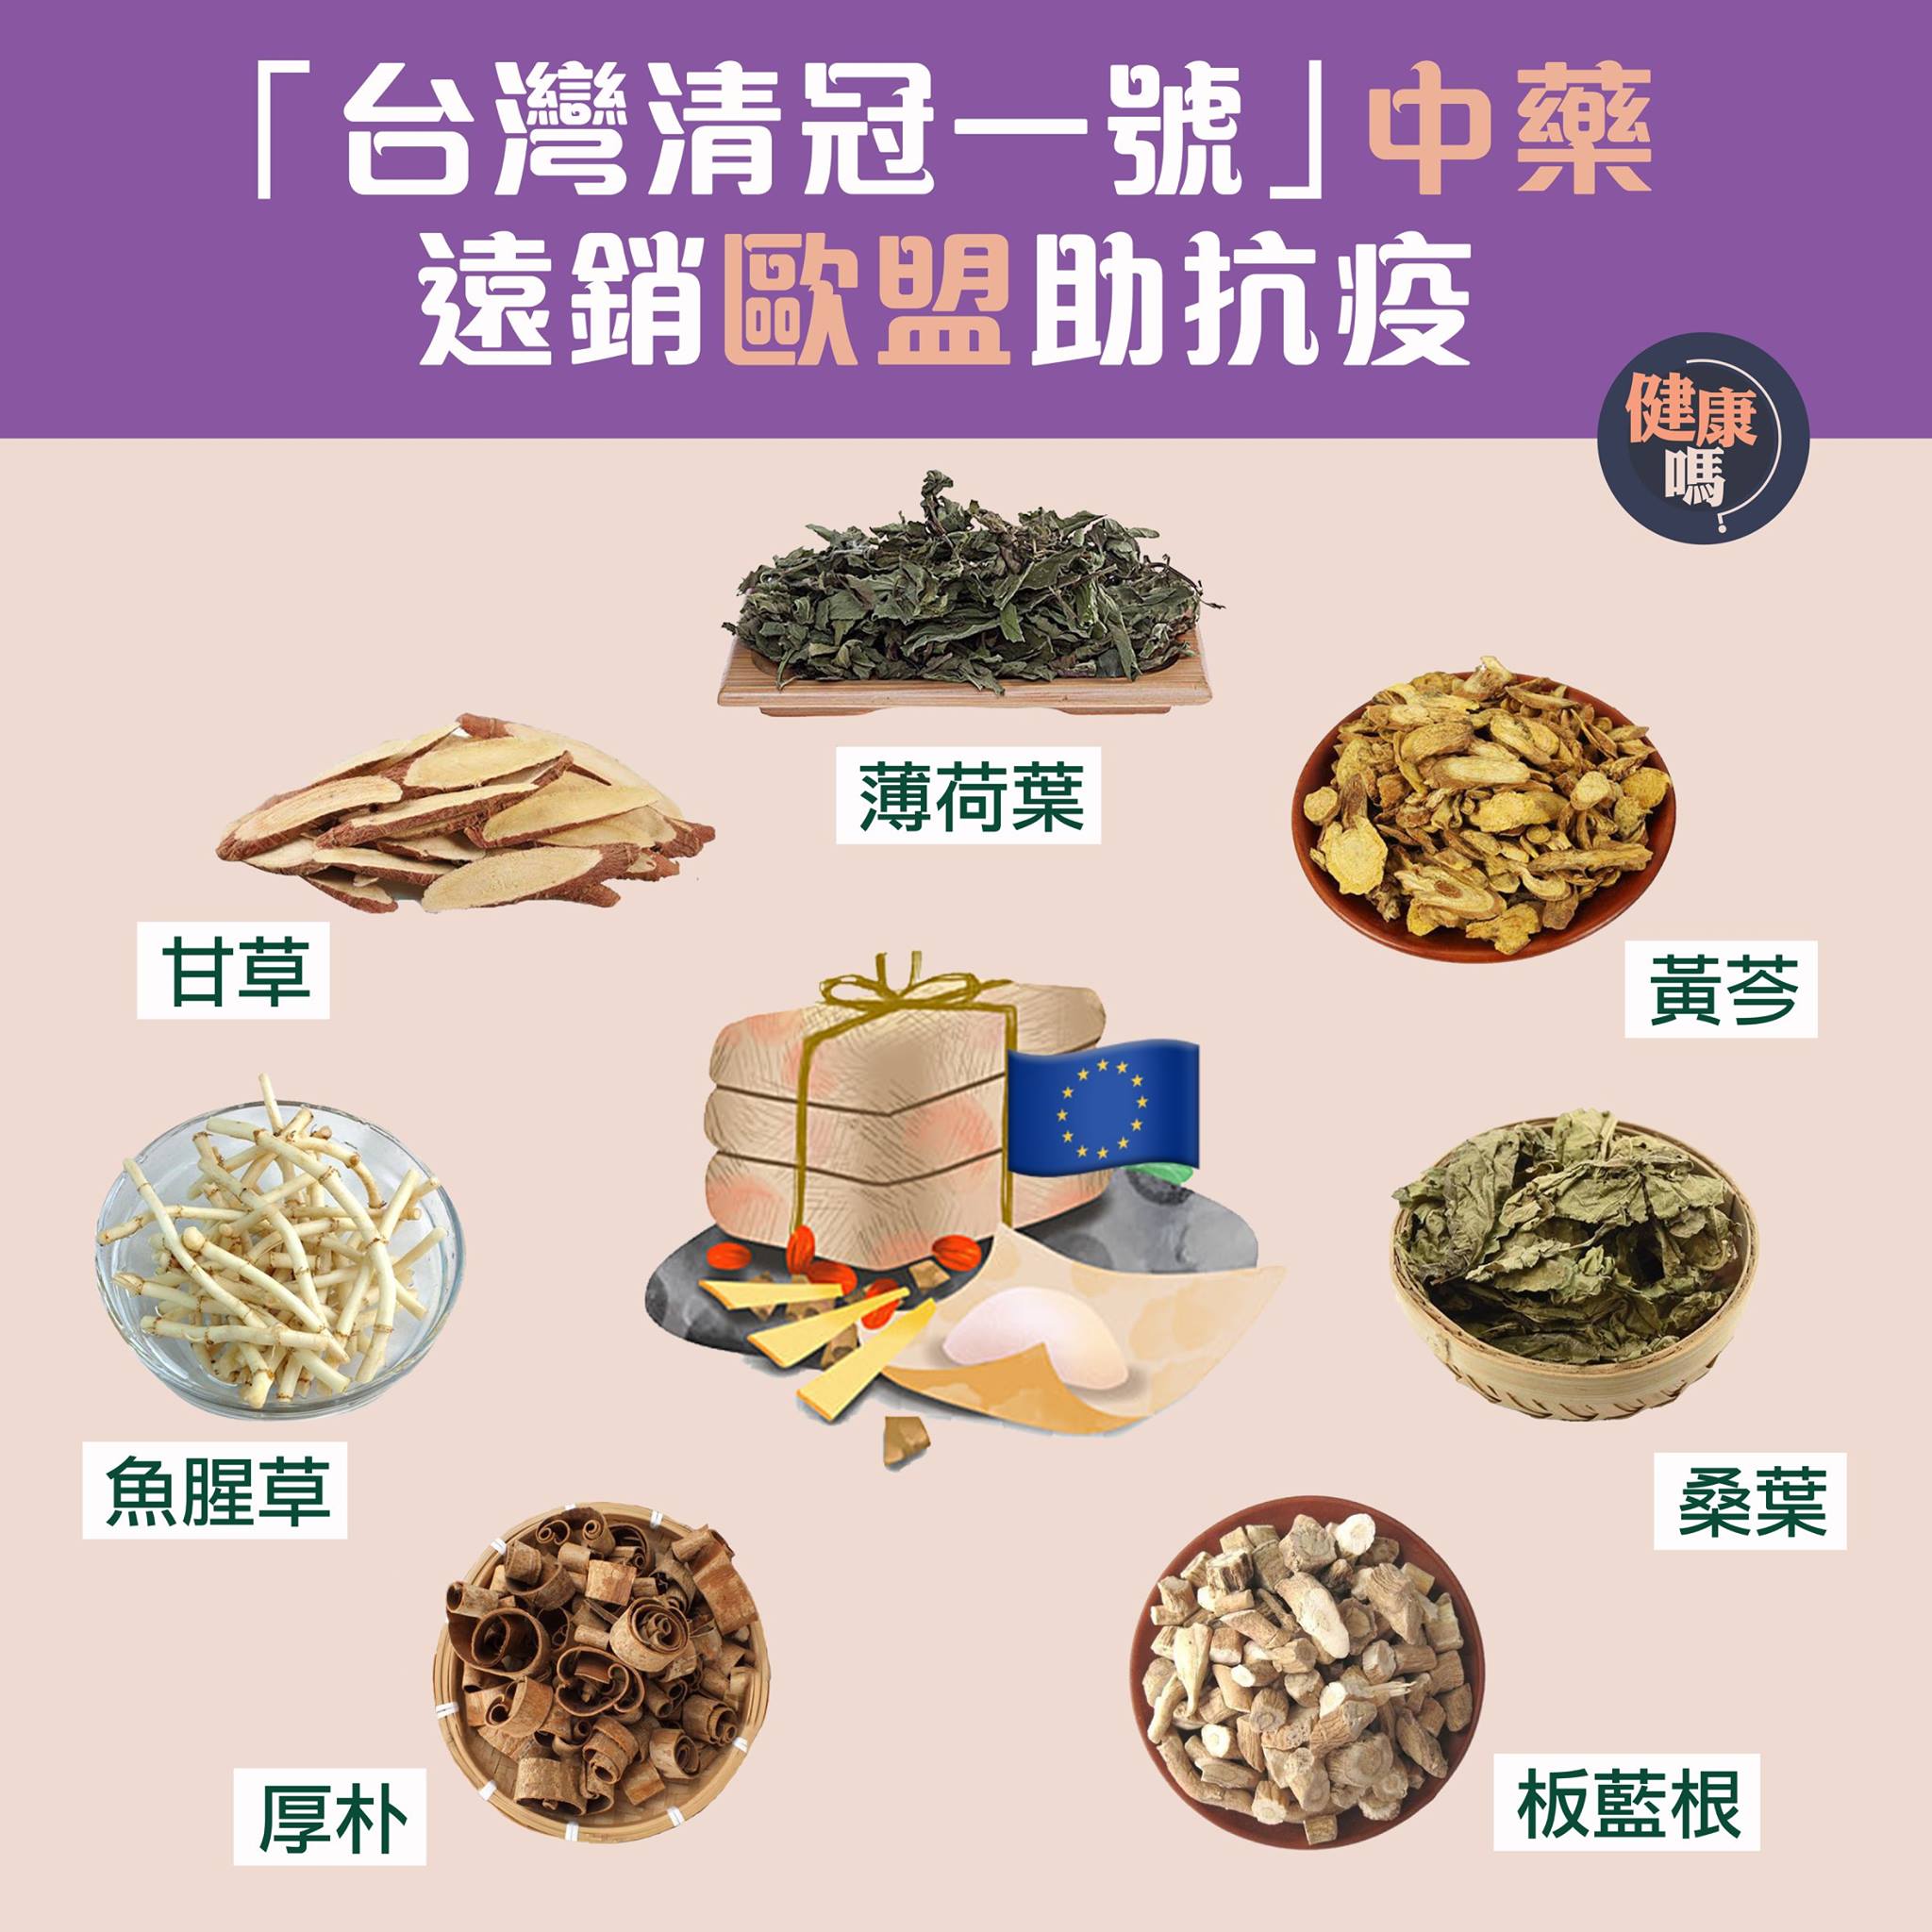 「台灣清冠一號」中藥
遠銷歐盟助抗疫
健康
嗎?
薄荷葉
甘草
黃芩
魚腥草
桑葉
厚朴
板藍根